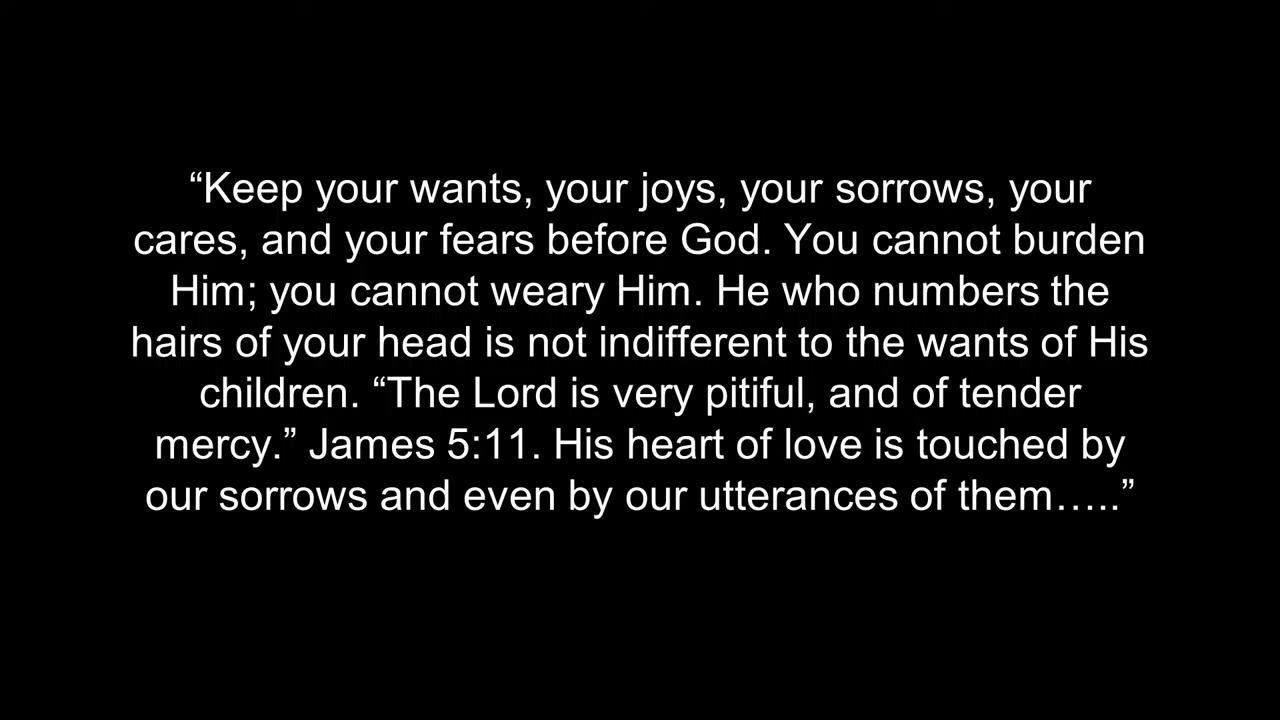 “Keep your wants, your joys, your sorrows, your
cares, and your fears before God. You cannot burden
Him; you cannot weary Him. He who numbers the
hairs of your head is not indifferent to the wants of His
children. “The Lord is very pitiful, and of tender
mercy.” James 5:11. His heart of love is touched by
our sorrows and even by our utterances of them…..”